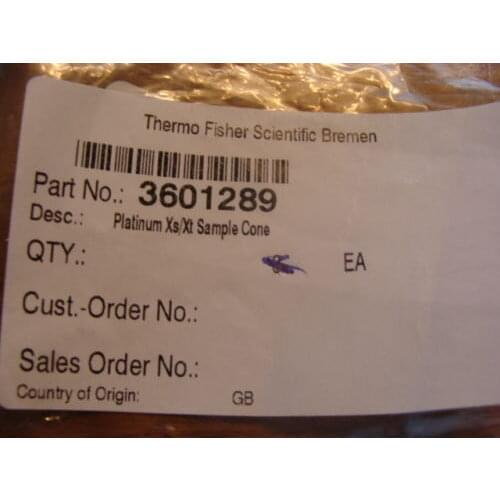 Thermo Fisher Scientific Bremen
Part No.: 3601289
Desc.: Platinum Xs/Xt Sample Cone
QTY.: EA
Cust.-Order No.:
Sales Order No.:
Country of Origin: GB